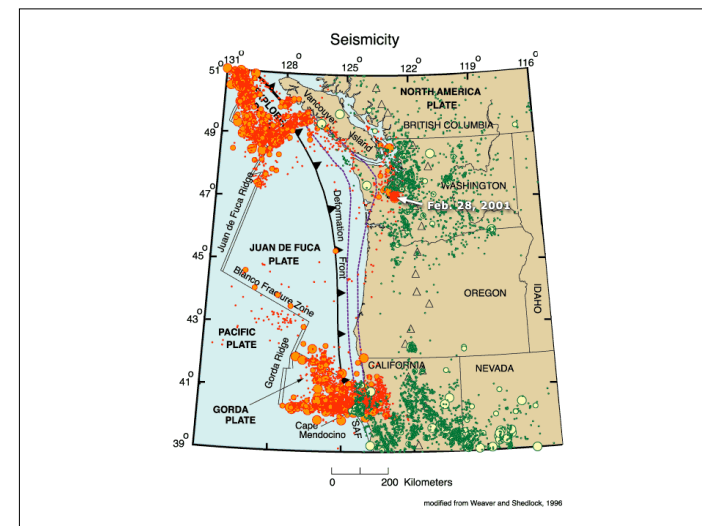 Seismicity
131° 128° 125° 122° 119° 116°
51°
49°
47°
45°
43°
41°
39°
NORTH AMERICA
PLATE
BRITISH COLUMBIA
Vancouver
Island
WASHINGTON
Feb. 28, 2001
Juan de Fuca Ridge
JUAN DE FUCA
PLATE
Deformation
Front
Blanco Fracture Zone
OREGON
IDAHO
PACIFIC
PLATE
Gorda Ridge
CALIFORNIA
NEVADA
GORDA
PLATE
Cape
Mendocino
SAF
0 200 Kilometers
modified from Weaver and Shedlock, 1996